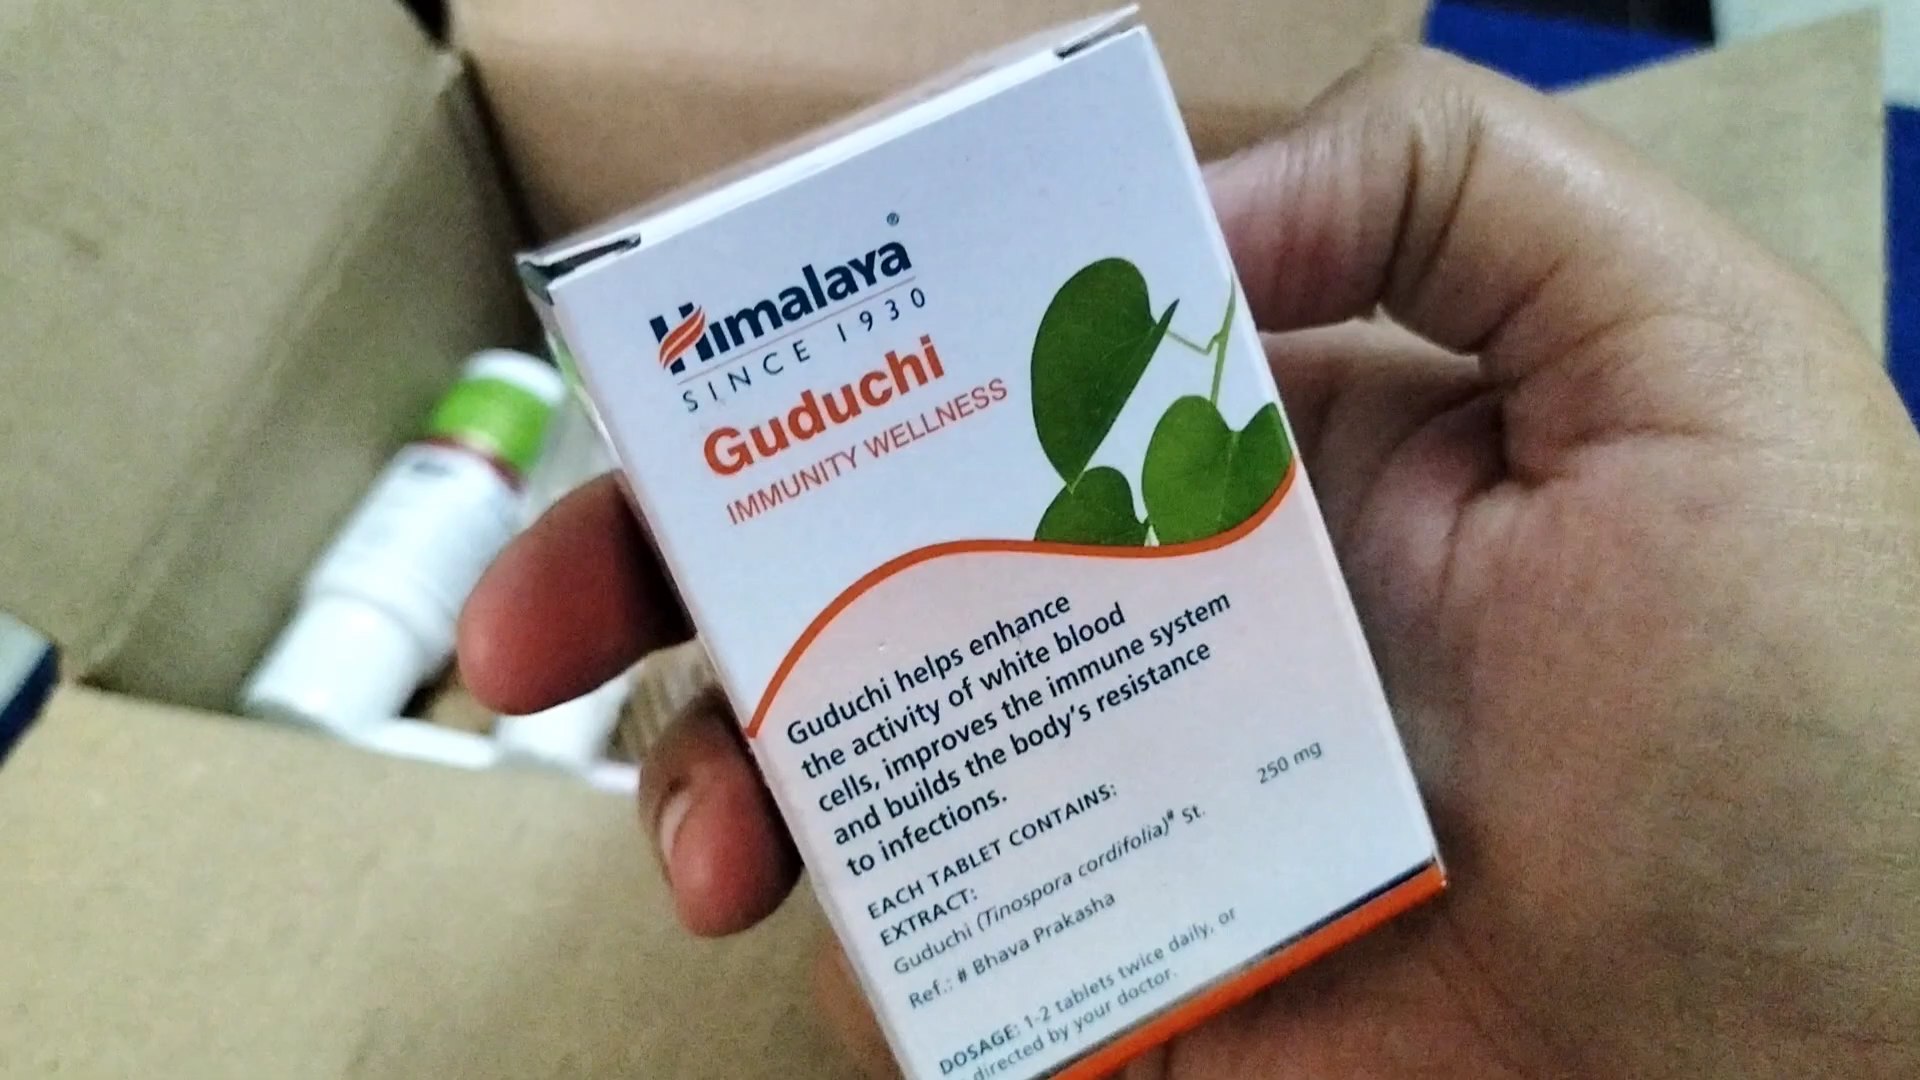 Himalaya®
SINCE 1930
Guduchi
IMMUNITY WELLNESS
Guduchi helps enhance
the activity of white blood
cells, improves the immune system
and builds the body's resistance
to infections.
EACH TABLET CONTAINS:
EXTRACT:
Guduchi (Tinospora cordifolia)# St. 250 mg
Ref.: # Bhava Prakasha
DOSAGE: 1-2 tablets twice daily, or
directed by your doctor.